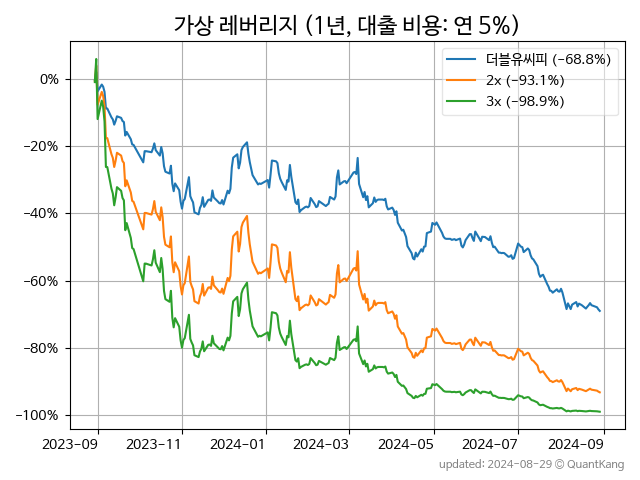 가상 레버리지 (1년, 대출 비용: 연 5%)
더블유씨피 (−68.8%)
2x (−93.1%)
3x (−98.9%)
0%
−20%
−40%
−60%
−80%
−100%
2023-09 2023-11 2024-01 2024-03 2024-05 2024-07 2024-09
updated: 2024-08-29 © QuantKang